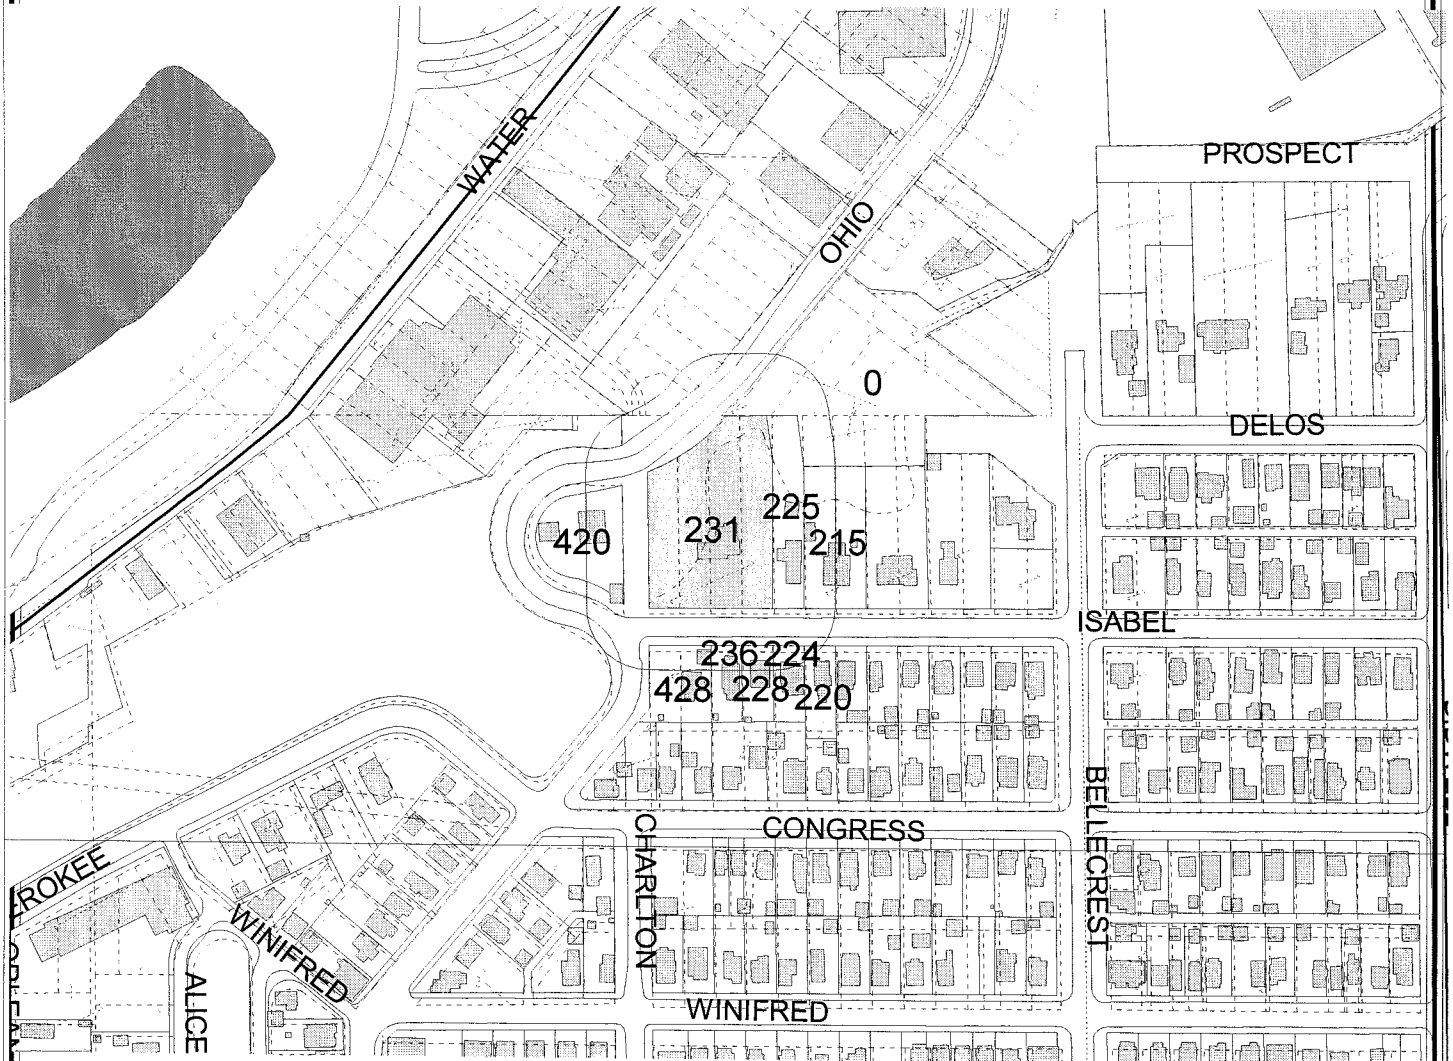 WATER
PROSPECT
OHIO
0
DELOS
225
231
420
215
ISABEL
236 224
428 228 220
BELLECREST
CHARLTON
CONGRESS
WINIFRED
ALICE
WINIFRED